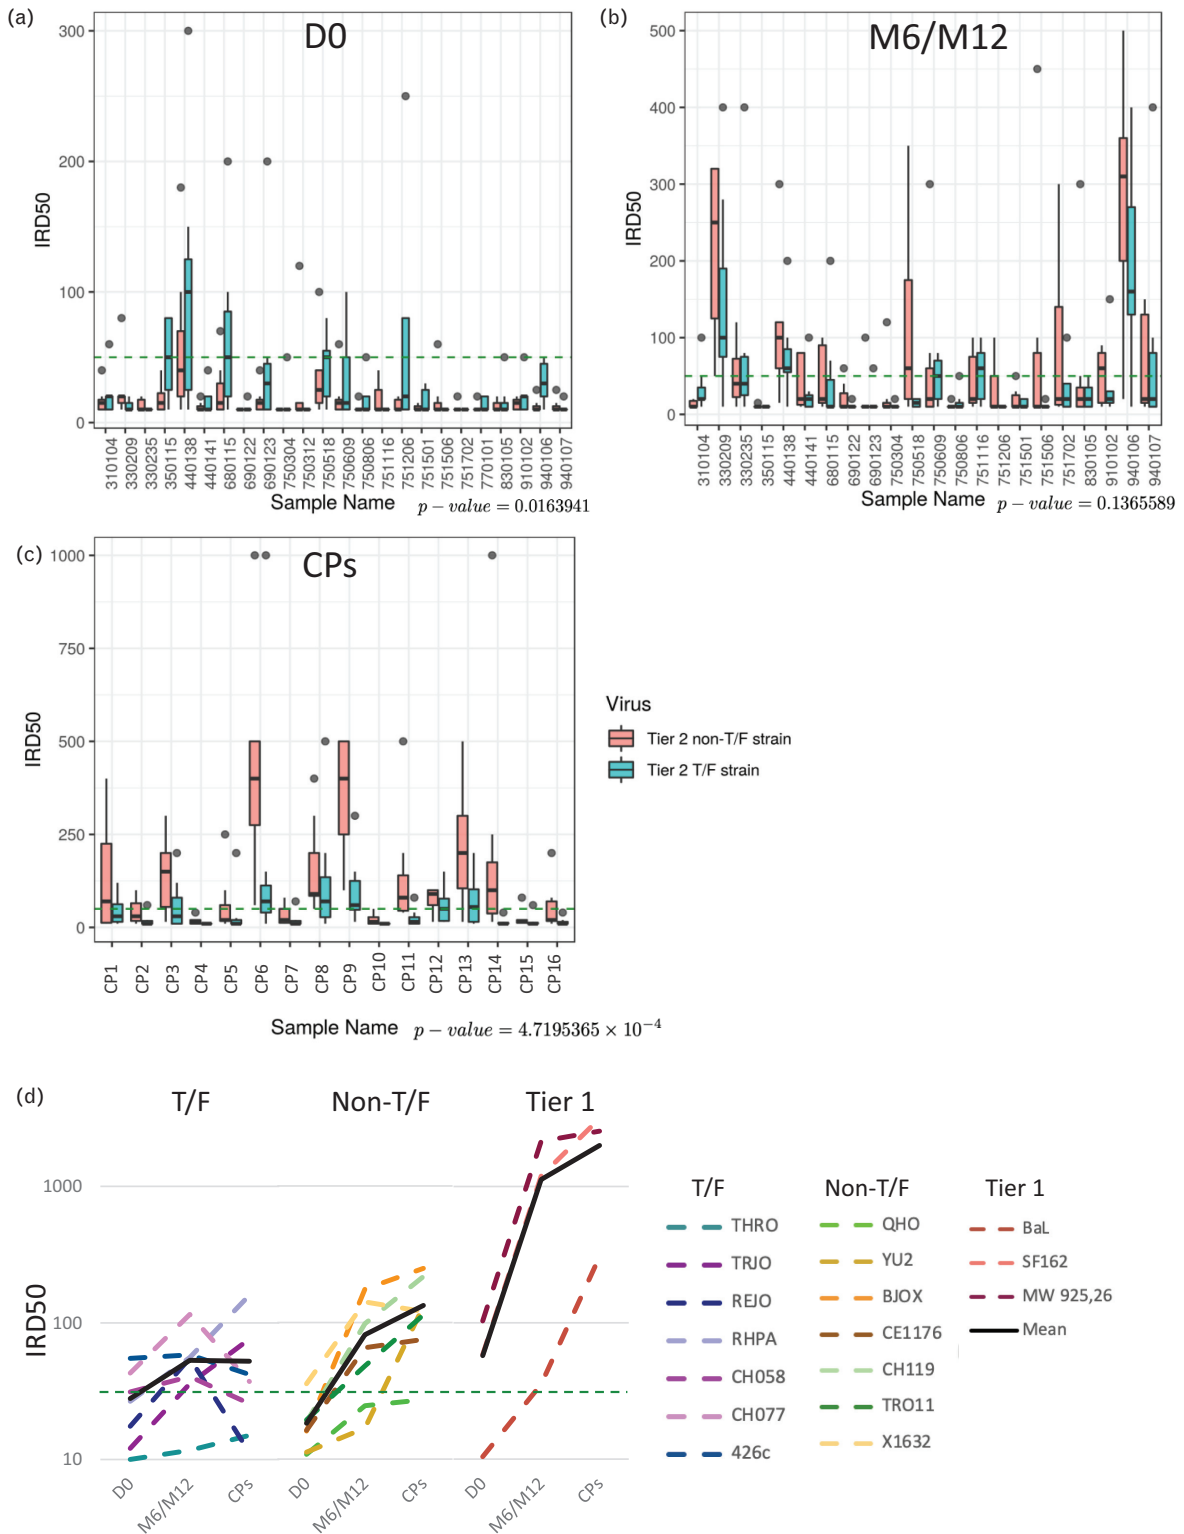 (a)
D0
300
200
100
0
IRD50
310104
330209
330235
350115
440138
440141
680115
690122
690123
750304
750312
750518
750609
750806
751116
751206
751501
751506
751702
770101
830105
910102
940106
940107
Sample Name
p − value = 0.0163941
(b)
M6/M12
500
400
300
200
100
0
IRD50
310104
330209
330235
350115
440138
440141
680115
690122
690123
750304
750518
750609
750806
751116
751206
751501
751506
751702
830105
910102
940106
940107
Sample Name
p − value = 0.1365589
(c)
CPs
1000
750
500
250
0
IRD50
CP1
CP2
CP3
CP4
CP5
CP6
CP7
CP8
CP9
CP10
CP11
CP12
CP13
CP14
CP15
CP16
Sample Name
p − value = 4.7195365 × 10⁻⁴
Virus
Tier 2 non-T/F strain
Tier 2 T/F strain
(d)
T/F
Non-T/F
Tier 1
1000
100
10
IRD50
D0
M6/M12
CPs
D0
M6/M12
CPs
D0
M6/M12
CPs
T/F
THRO
TRJO
REJO
RHPA
CH058
CH077
426c
Non-T/F
QHO
YU2
BJOX
CE1176
CH119
TRO11
X1632
Tier 1
BaL
SF162
MW 925,26
Mean